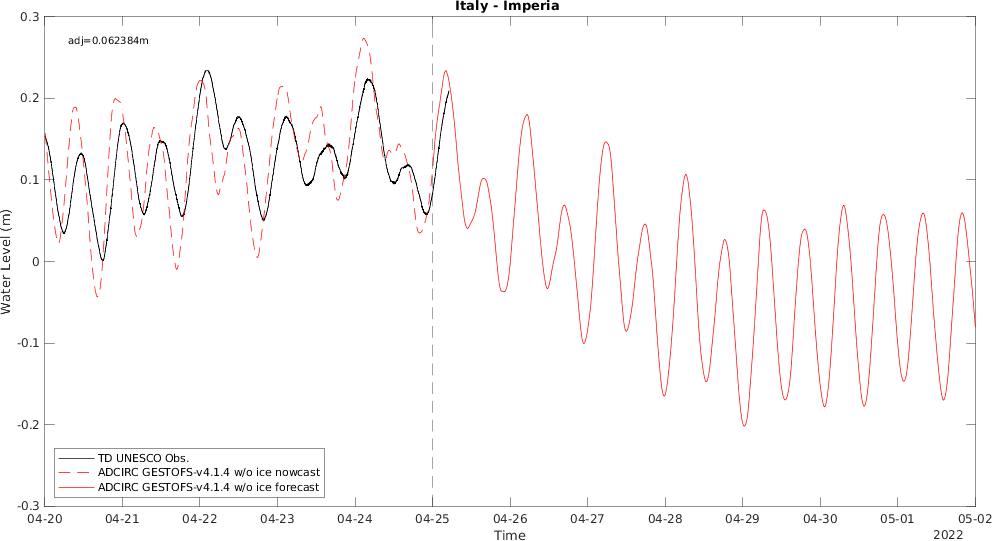 Italy - Imperia
adj=0.062384m
0.3
0.2
0.1
0
-0.1
-0.2
-0.3
Water Level (m)
TD UNESCO Obs.
ADCIRC GESTOFS-v4.1.4 w/o ice nowcast
ADCIRC GESTOFS-v4.1.4 w/o ice forecast
04-20 04-21 04-22 04-23 04-24 04-25 04-26 04-27 04-28 04-29 04-30 05-01 05-02
Time
2022